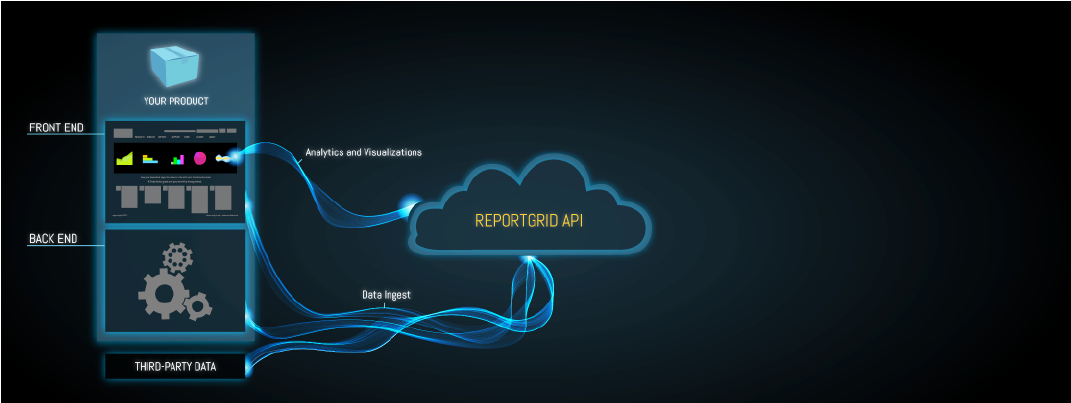 YOUR PRODUCT
FRONT END
Analytics and Visualizations
REPORTGRID API
BACK END
Data Ingest
THIRD-PARTY DATA